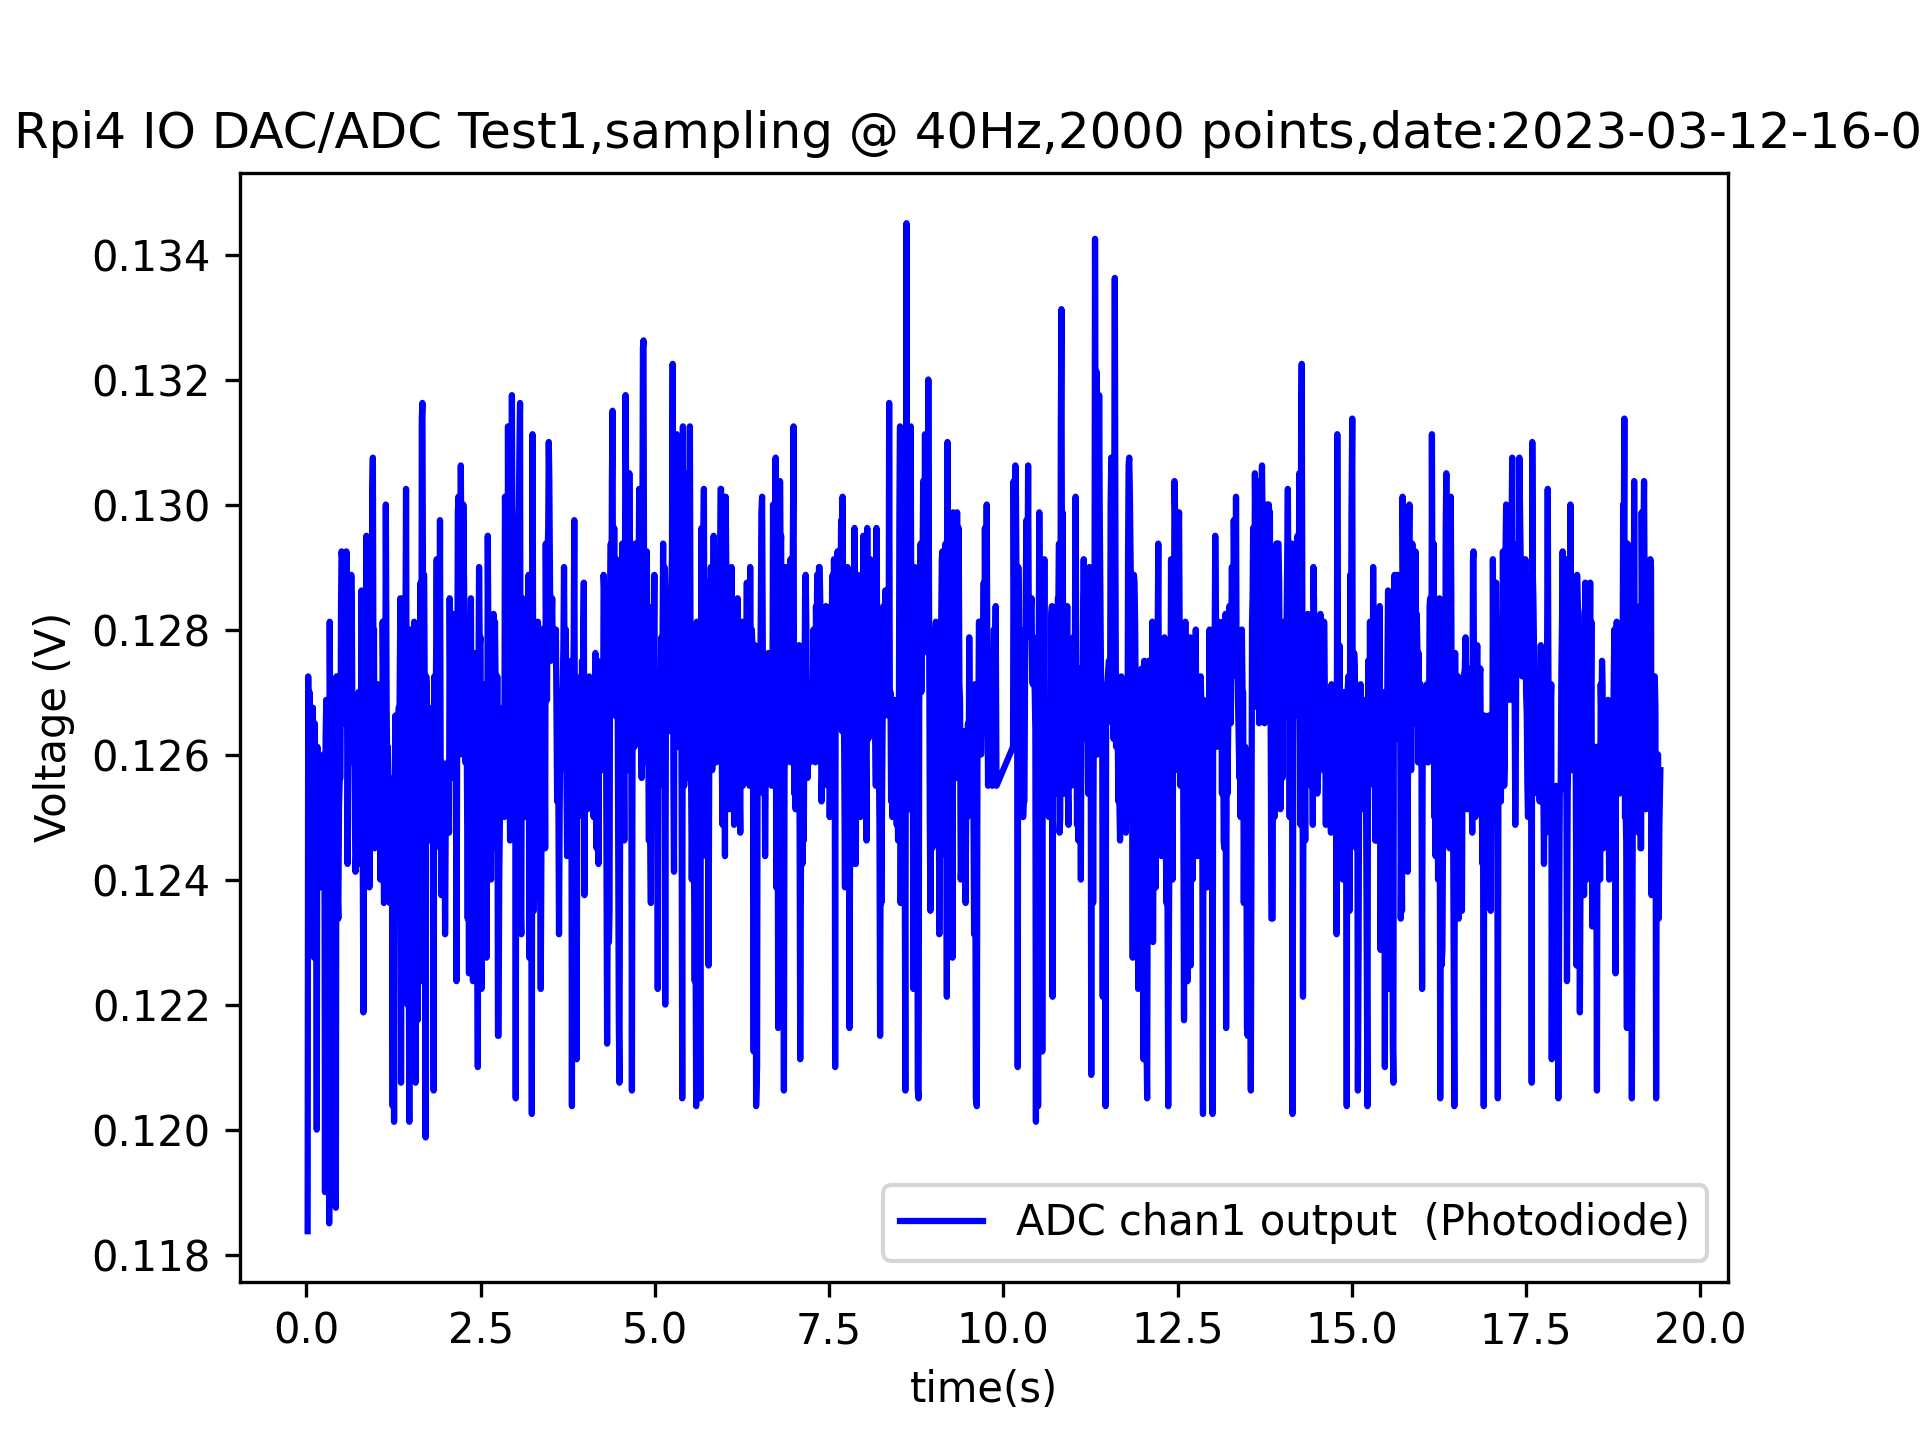 Rpi4 IO DAC/ADC Test1,sampling @ 40Hz,2000 points,date:2023-03-12-16-0
0.134
0.132
0.130
0.128
0.126
0.124
0.122
0.120
0.118
Voltage (V)
ADC chan1 output (Photodiode)
0.0 2.5 5.0 7.5 10.0 12.5 15.0 17.5 20.0
time(s)